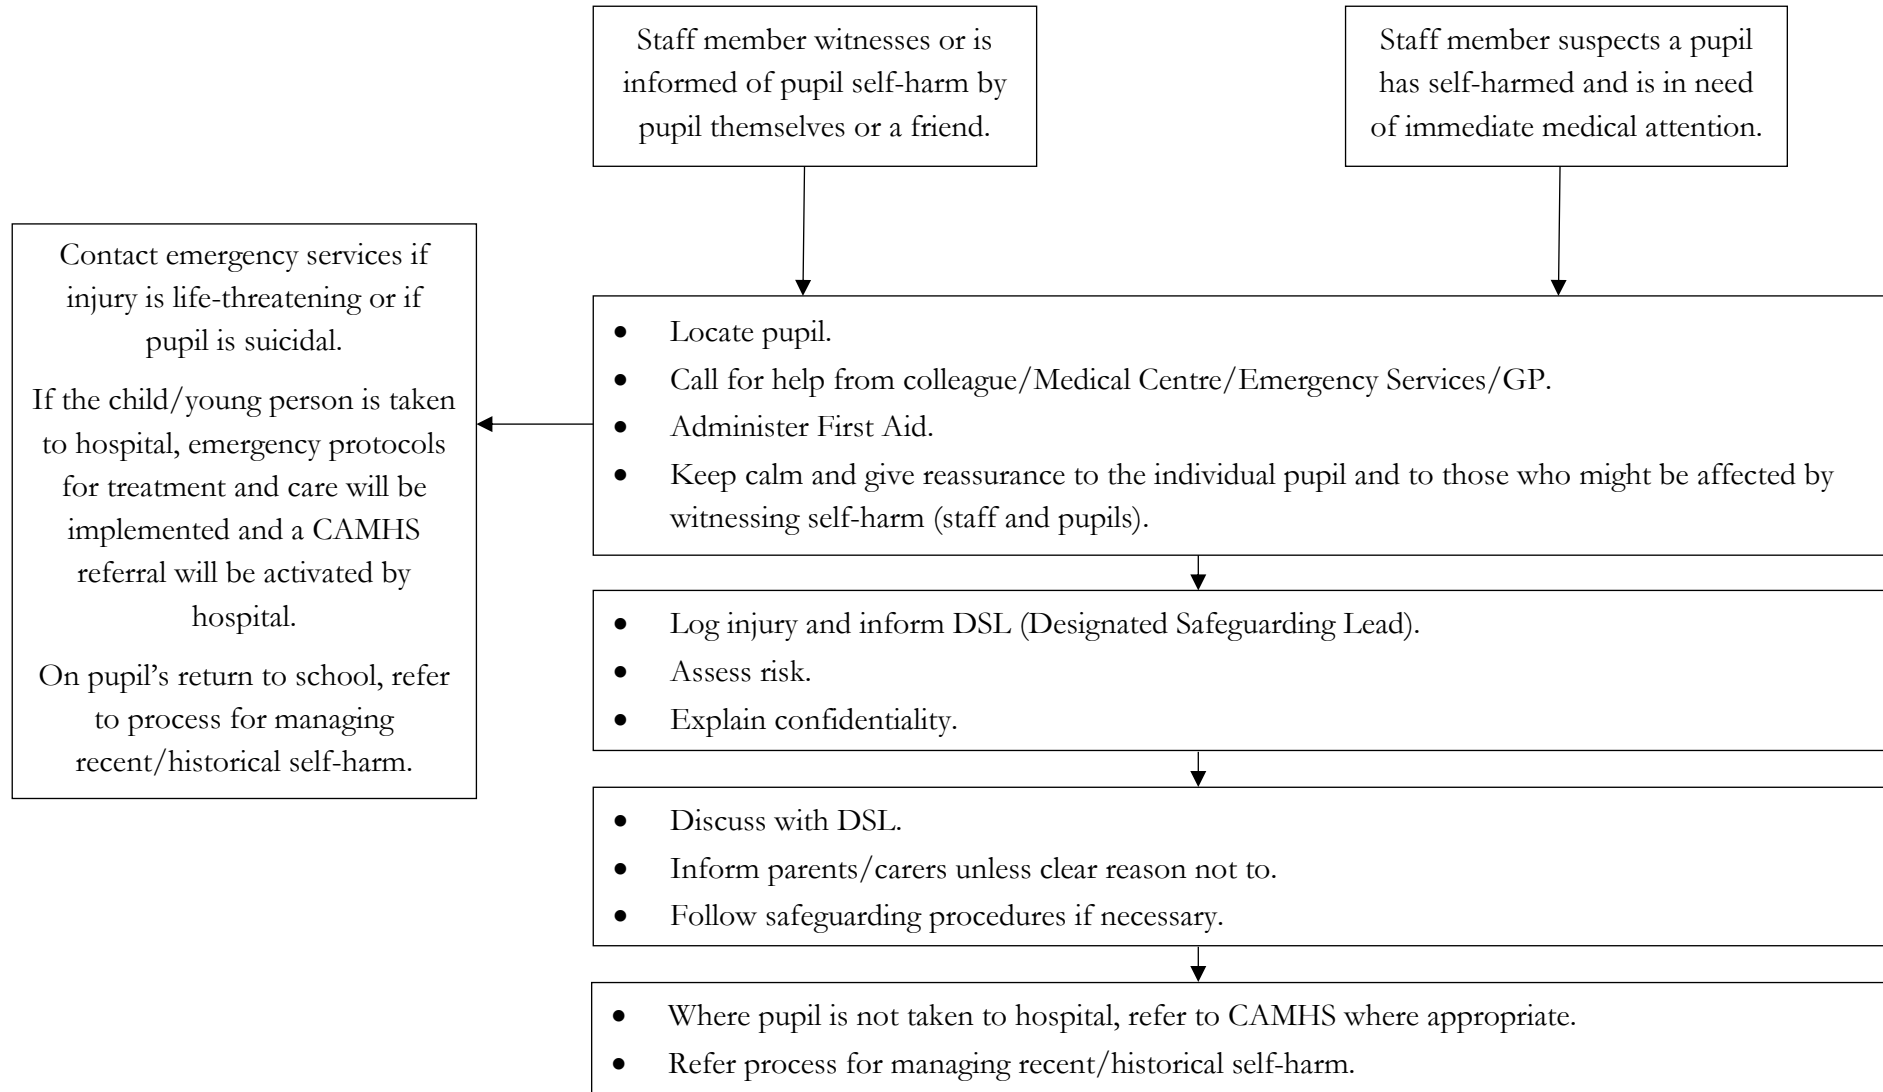 Staff member witnesses or is
informed of pupil self-harm by
pupil themselves or a friend.
Staff member suspects a pupil
has self-harmed and is in need
of immediate medical attention.
Contact emergency services if
injury is life-threatening or if
pupil is suicidal.
If the child/young person is taken
to hospital, emergency protocols
for treatment and care will be
implemented and a CAMHS
referral will be activated by
hospital.
On pupil’s return to school, refer
to process for managing
recent/historical self-harm.
• Locate pupil.
• Call for help from colleague/Medical Centre/Emergency Services/GP.
• Administer First Aid.
• Keep calm and give reassurance to the individual pupil and to those who might be affected by
witnessing self-harm (staff and pupils).
• Log injury and inform DSL (Designated Safeguarding Lead).
• Assess risk.
• Explain confidentiality.
• Discuss with DSL.
• Inform parents/carers unless clear reason not to.
• Follow safeguarding procedures if necessary.
• Where pupil is not taken to hospital, refer to CAMHS where appropriate.
• Refer process for managing recent/historical self-harm.